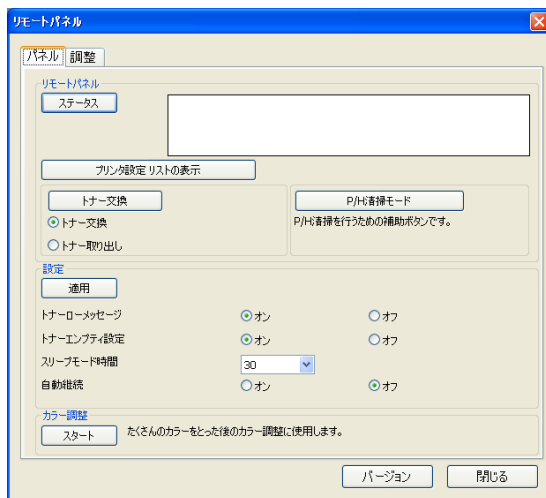 リモートパネル
パネル 調整
リモートパネル
ステータス
プリンタ設定 リストの表示
トナー交換 P/H清掃モード
トナー交換 P/H清掃を行うための補助ボタンです。
トナー取り出し
設定
適用
トナーローメッセージ オン オフ
トナーエンプティ設定 オン オフ
スリープモード時間 30
自動継続 オン オフ
カラー調整
スタート たくさんのカラーをとった後のカラー調整に使用します。
バージョン 閉じる